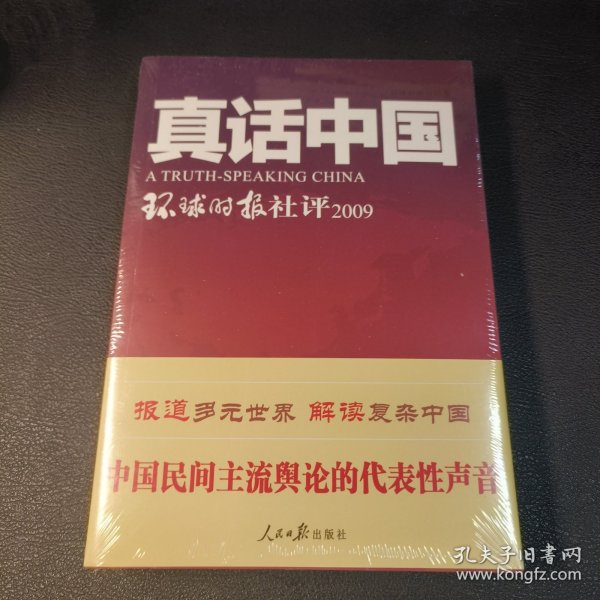 真话中国
A TRUTH-SPEAKING CHINA
环球时报社评2009
报道多元世界 解读复杂中国
中国民间主流舆论的代表性声音
人民日报出版社
孔夫子旧书网
www.kongfz.com